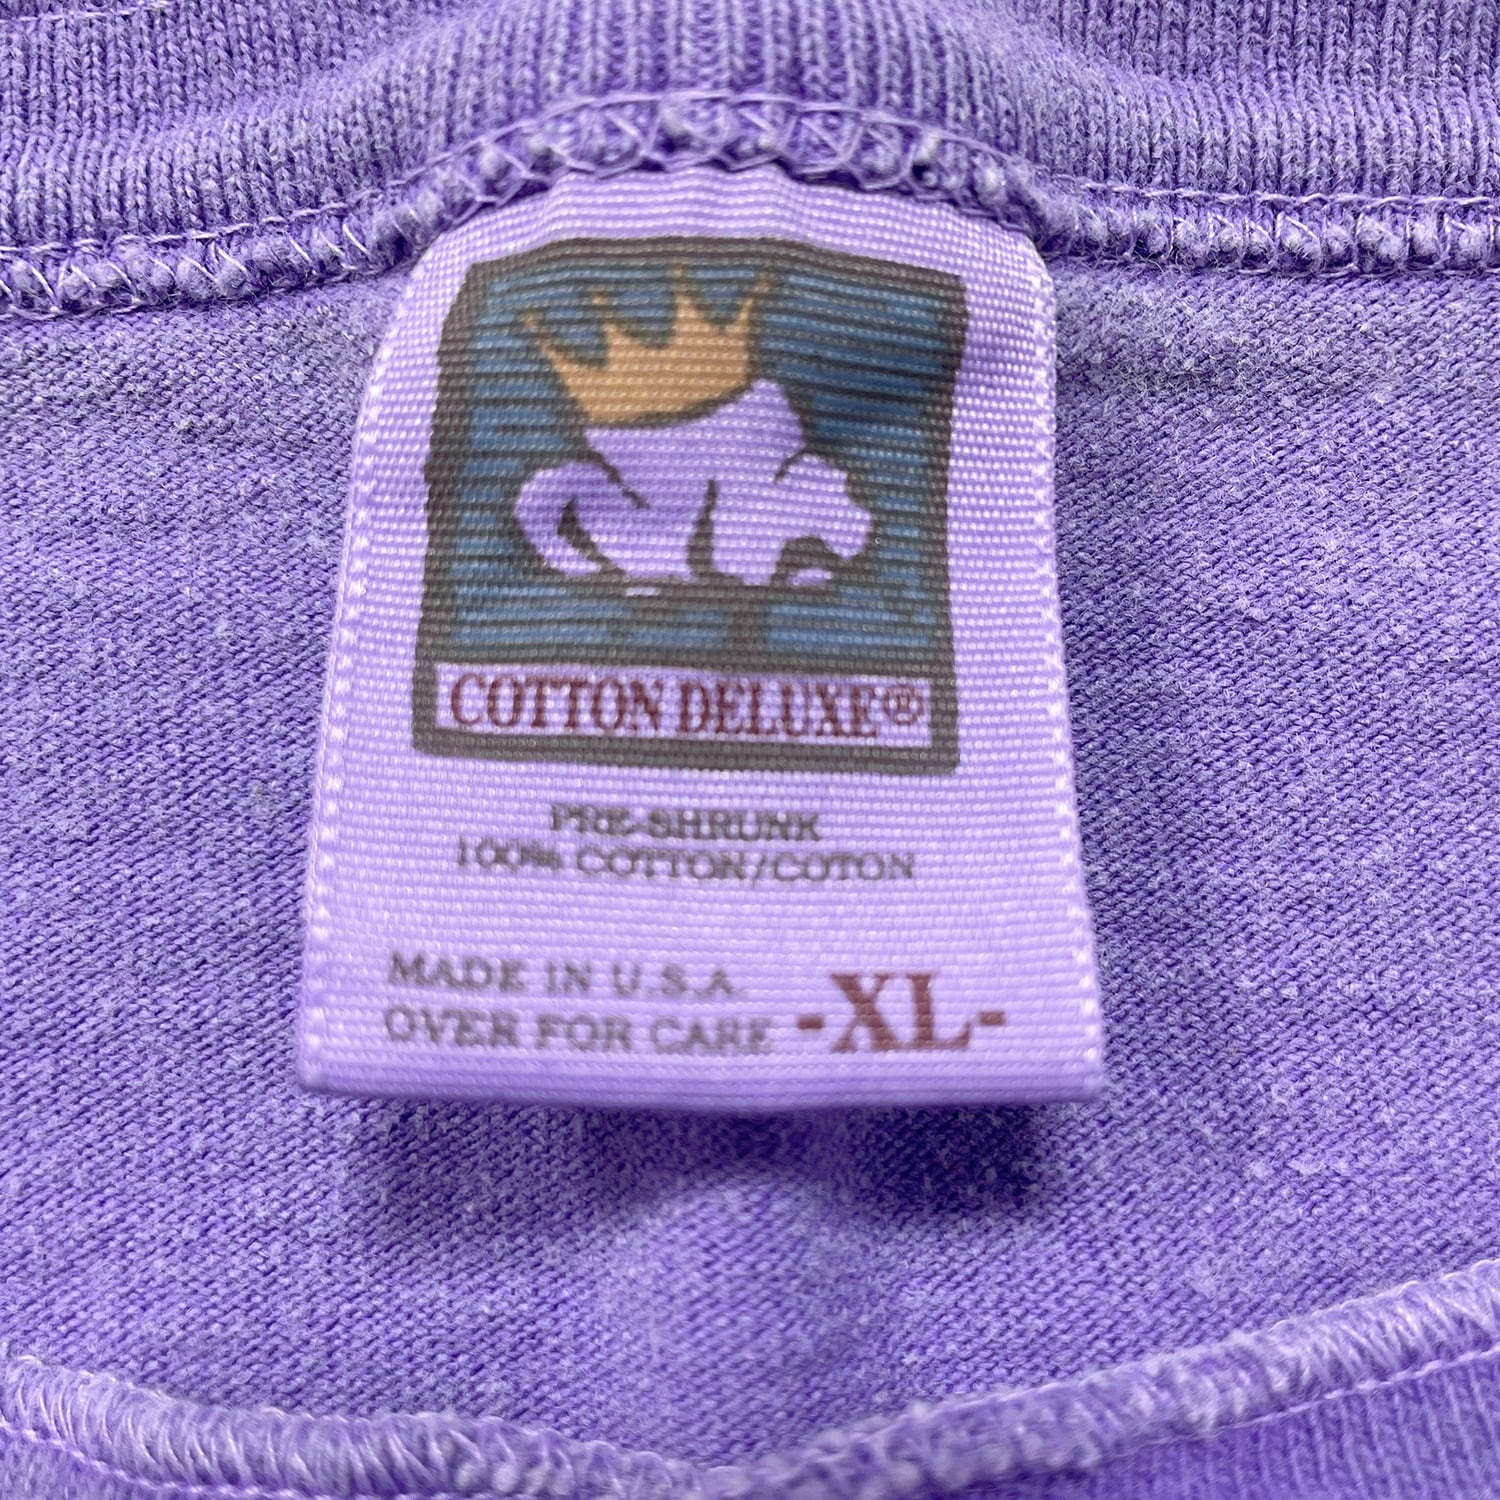 COTTON DELUXE®
PRE-SHRUNK
100% COTTON/COTON
MADE IN U.S.A.
OVER FOR CARE -XL-